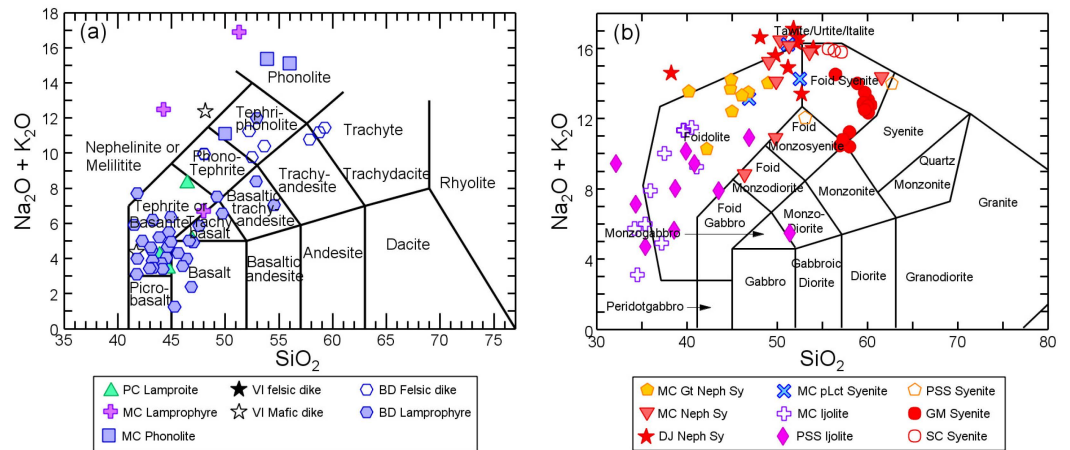 (a)
Na2O + K2O
18
16
14
12
10
8
6
4
2
0
35
40
45
50
55
60
65
70
75
SiO2
Phonolite
Tephri-
phonolite
Trachyte
Nephelinite or
Melilitite
Phono-
Tephrite
Trachy-
andesite
Trachydacite
Rhyolite
Tephrite or
Basanite
Trachy
basalt
Basaltic
trachy
andesite
Basalt
Basaltic
andesite
Andesite
Dacite
Picro-
basalt
PC Lamproite
MC Lamprophyre
MC Phonolite
VI felsic dike
VI Mafic dike
BD Felsic dike
BD Lamprophyre
(b)
Na2O + K2O
16
12
8
4
0
30
40
50
60
70
80
SiO2
Tawite/Urtite/Italite
Foid Syenite
Foidolite
Foid
Monzosyenite
Syenite
Foid
Monzodiorite
Monzonite
Quartz
Monzonite
Granite
Foid
Gabbro
Monzogabbro
Monzo-
Diorite
Gabbro
Gabbroic
Diorite
Diorite
Granodiorite
Peridotgabbro
MC Gt Neph Sy
MC Neph Sy
DJ Neph Sy
MC pLct Syenite
MC Ijolite
PSS Ijolite
PSS Syenite
GM Syenite
SC Syenite